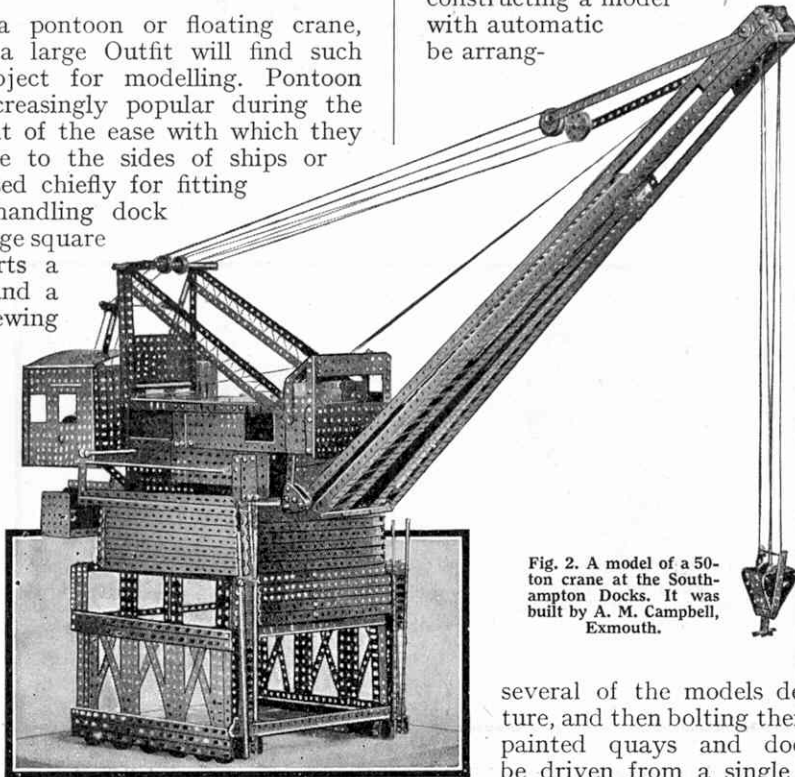 a pontoon or floating crane,
a large Outfit will find such
ject for modelling. Pontoon
creasingly popular during the
t of the ease with which they
e to the sides of ships or
ed chiefly for fitting
handling dock
ge square
rts a
and a
ewing
constructing a model
with automatic
be arrang-
Fig. 2. A model of a 50-
ton crane at the South-
ampton Docks. It was
built by A. M. Campbell,
Exmouth.
several of the models de
ture, and then bolting the
painted quays and doc
be driven from a single